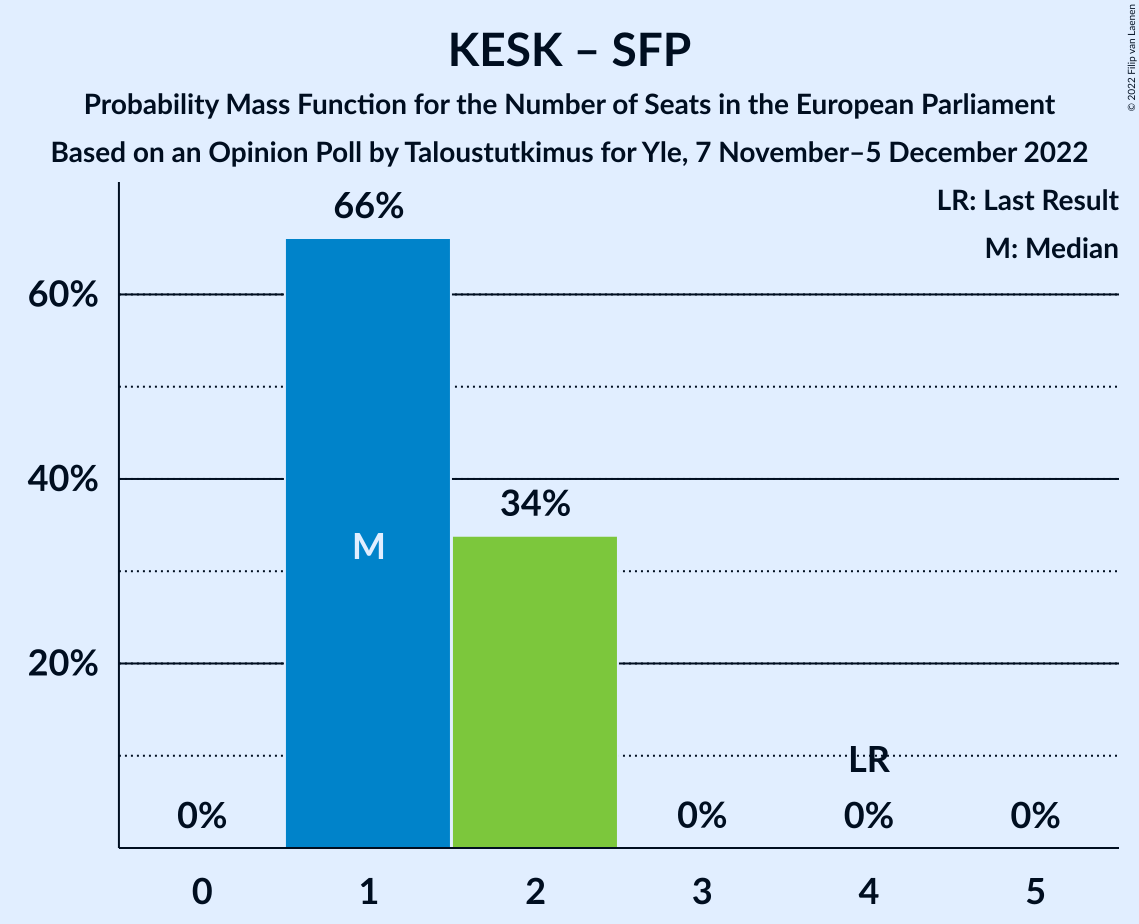 KESK – SFP
Probability Mass Function for the Number of Seats in the European Parliament
Based on an Opinion Poll by Taloustutkimus for Yle, 7 November–5 December 2022
© 2022 Filip van Laenen
LR: Last Result
M: Median
66%
60%
40%
34%
M
20%
LR
0%
0%
0%
0%
0
1
2
3
4
5